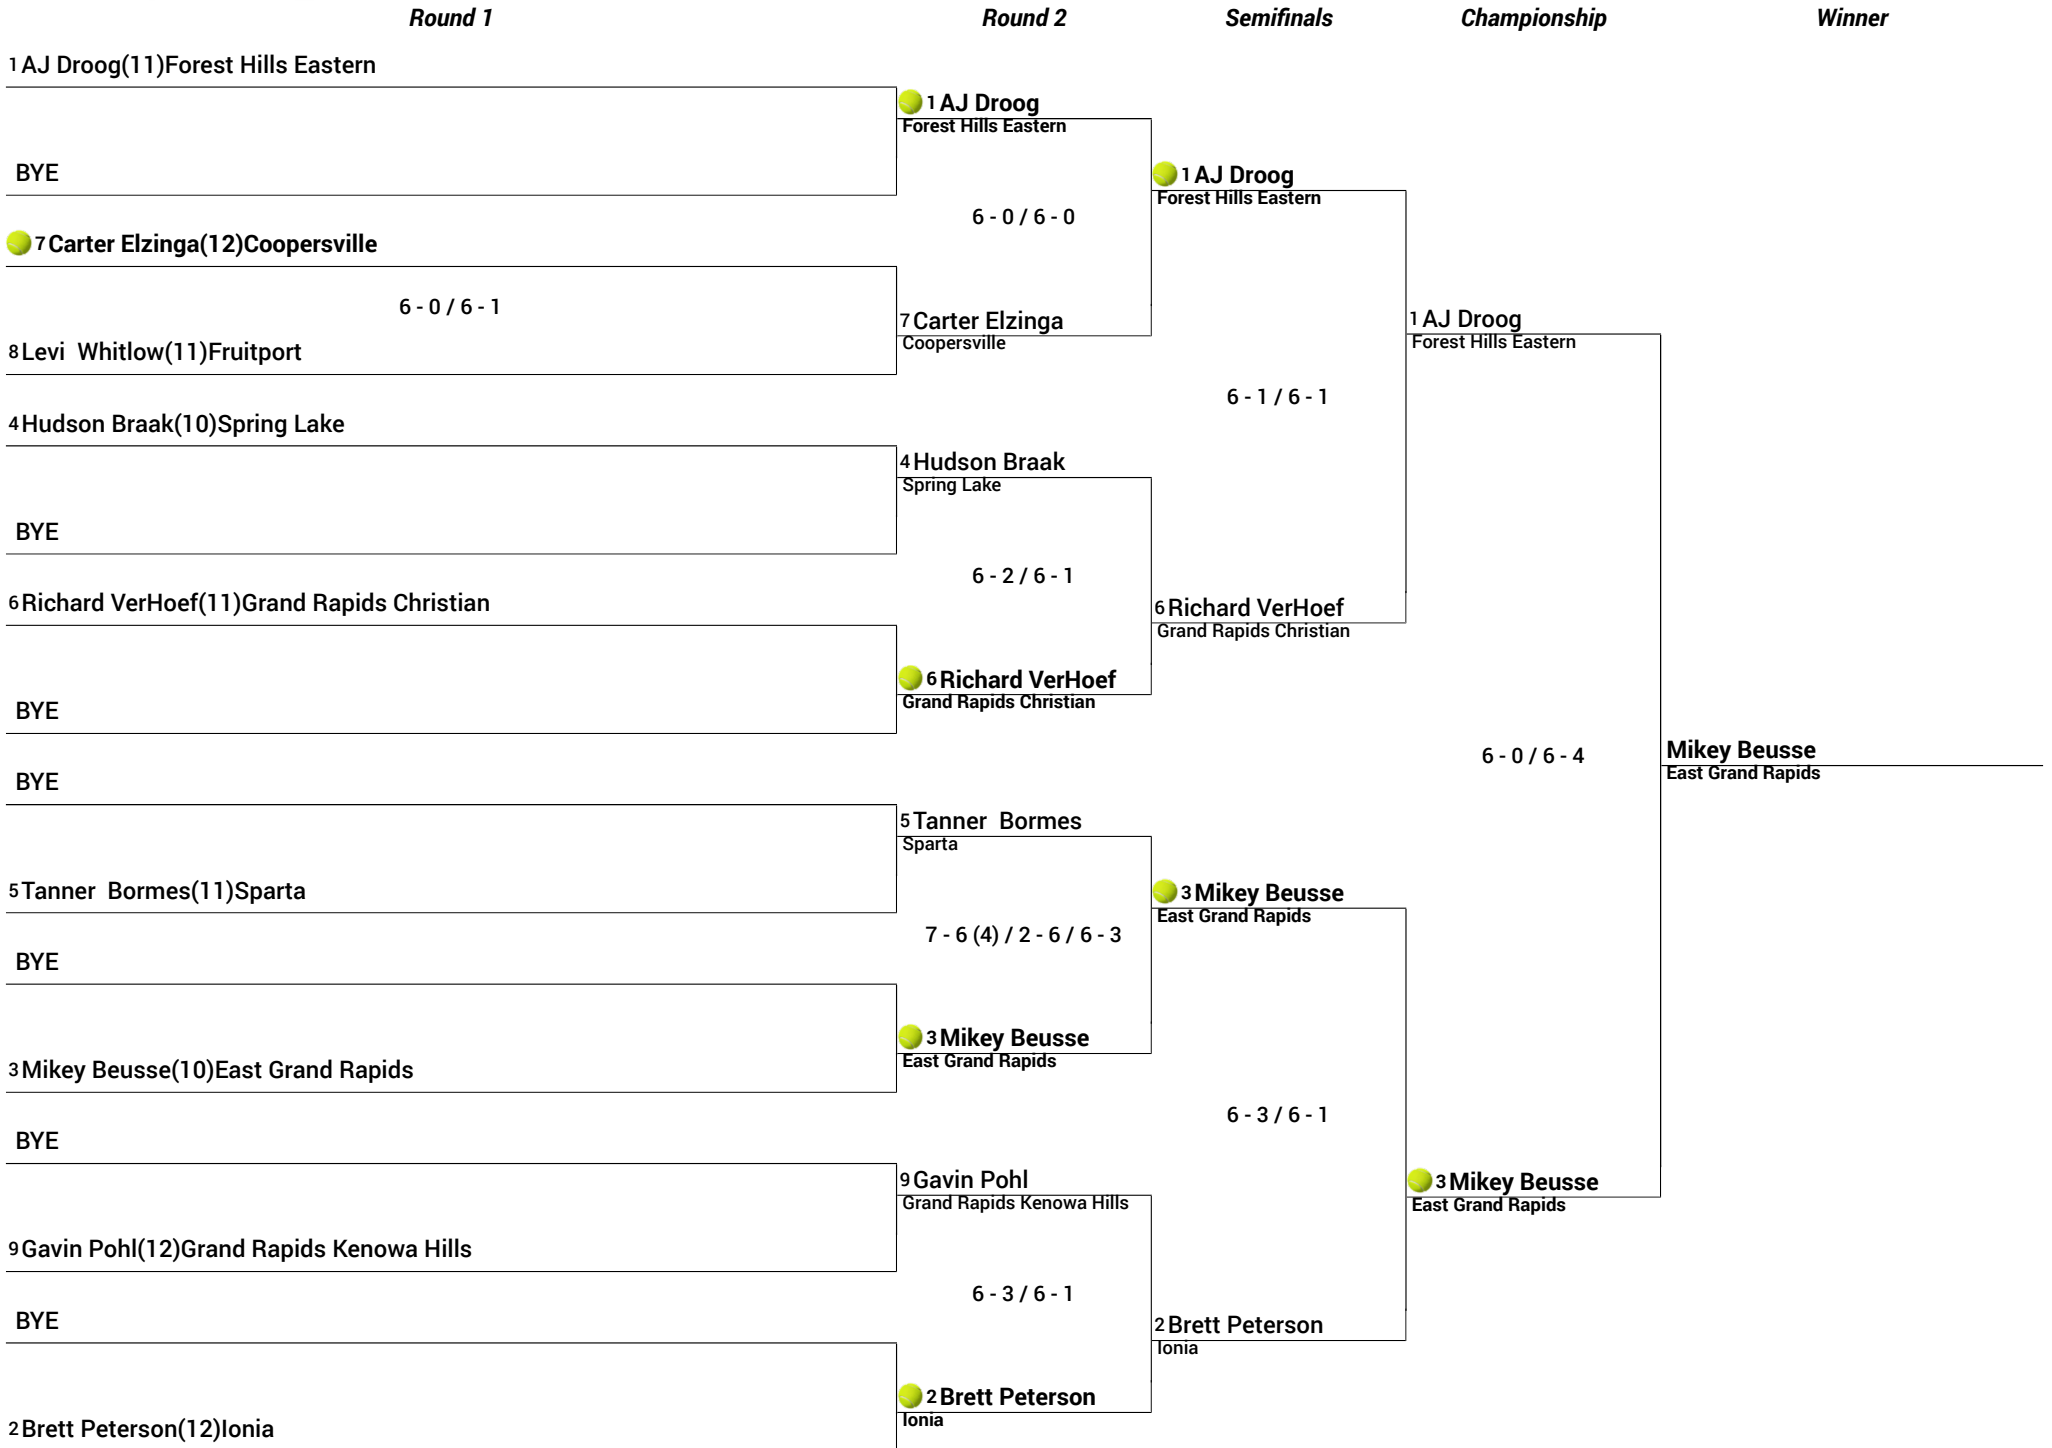 Round 1 Round 2 Semifinals Championship Winner
1 AJ Droog(11)Forest Hills Eastern
BYE
7 Carter Elzinga(12)Coopersville
6 - 0 / 6 - 1
8 Levi Whitlow(11)Fruitport
4 Hudson Braak(10)Spring Lake
BYE
6 Richard VerHoef(11)Grand Rapids Christian
BYE
BYE
5 Tanner Bormes(11)Sparta
BYE
3 Mikey Beusse(10)East Grand Rapids
BYE
9 Gavin Pohl(12)Grand Rapids Kenowa Hills
BYE
2 Brett Peterson(12)Ionia
1 AJ Droog
Forest Hills Eastern
6 - 0 / 6 - 0
7 Carter Elzinga
Coopersville
4 Hudson Braak
Spring Lake
6 - 2 / 6 - 1
6 Richard VerHoef
Grand Rapids Christian
5 Tanner Bormes
Sparta
7 - 6 (4) / 2 - 6 / 6 - 3
3 Mikey Beusse
East Grand Rapids
9 Gavin Pohl
Grand Rapids Kenowa Hills
6 - 3 / 6 - 1
2 Brett Peterson
Ionia
1 AJ Droog
Forest Hills Eastern
6 - 1 / 6 - 1
6 Richard VerHoef
Grand Rapids Christian
3 Mikey Beusse
East Grand Rapids
6 - 3 / 6 - 1
2 Brett Peterson
Ionia
1 AJ Droog
Forest Hills Eastern
6 - 0 / 6 - 4
3 Mikey Beusse
East Grand Rapids
Mikey Beusse
East Grand Rapids